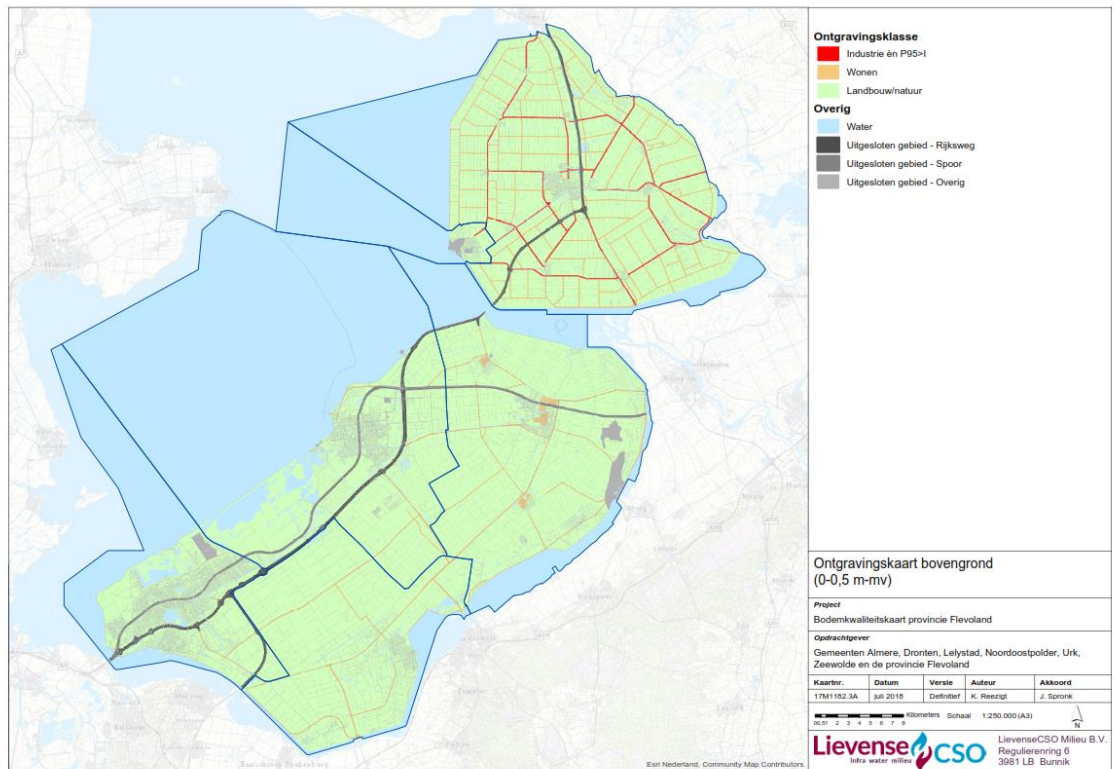 Ontgravingsklasse
Industrie èn P95>I
Wonen
Landbouw/natuur
Overig
Water
Uitgesloten gebied - Rijksweg
Uitgesloten gebied - Spoor
Uitgesloten gebied - Overig
Ontgravingskaart bovengrond
(0-0,5 m-mv)
Project
Bodemkwaliteitskaart provincie Flevoland
Opdrachtgever
Gemeenten Almere, Dronten, Lelystad, Noordoostpolder, Urk,
Zeewolde en de provincie Flevoland
Kaartnr. Datum Versie Auteur Akkoord
17M1182.3A juli 2018 Definitief K. Reezigt J. Spronk
Kilometers Schaal 1:250.000 (A3)
N
Lievense CSO
infra water milieu
LievenseCSO Milieu B.V.
Regulierenring 6
3981 LB Bunnik
Esri Nederland, Community Map Contributors